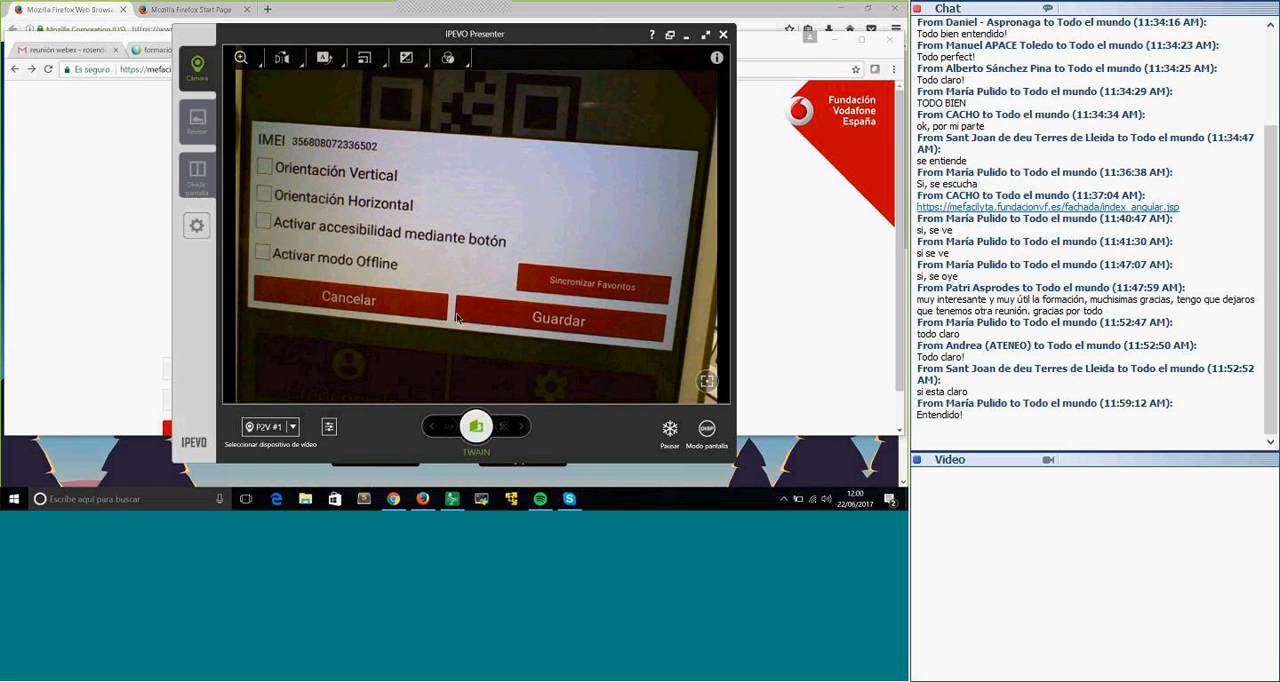 Mozilla Firefox Web Browse
Mozilla Firefox Start Page
Mozilla Corporation (US)
https://www
reunión webex - rosend
formacio
Es seguro
https://mefaci
IPEVO Presenter
Cámara
Revisar
Dividir
pantalla
IPEVO
IMEI 356808072336502
Orientación Vertical
Orientación Horizontal
Activar accesibilidad mediante botón
Activar modo Offline
Sincronizar Favoritos
Cancelar
Guardar
P2V #1
Seleccionar dispositivo de vídeo
TWAIN
Pausar
DISP
Modo pantalla
Fundación
Vodafone
España
Escribe aquí para buscar
12:00
22/06/2017
2
Chat
From Daniel - Aspronaga to Todo el mundo (11:34:16 AM):
Todo bien entendido!
From Manuel APACE Toledo to Todo el mundo (11:34:23 AM):
Todo perfect!
From Alberto Sánchez Pina to Todo el mundo (11:34:25 AM):
Todo claro!
From María Pulido to Todo el mundo (11:34:29 AM):
TODO BIEN
From CACHO to Todo el mundo (11:34:34 AM):
ok, por mi parte
From Sant Joan de deu Terres de Lleida to Todo el mundo (11:34:47
AM):
se entiende
From María Pulido to Todo el mundo (11:36:38 AM):
Si, se escucha
From CACHO to Todo el mundo (11:37:04 AM):
https://mefacilyta.fundacionvf.es/fachada/index_angular.jsp
From María Pulido to Todo el mundo (11:40:47 AM):
si, se ve
From María Pulido to Todo el mundo (11:41:30 AM):
si se ve
From María Pulido to Todo el mundo (11:47:07 AM):
si, se oye
From Patri Asprodes to Todo el mundo (11:47:59 AM):
muy interesante y muy útil la formación, muchisimas gracias, tengo que dejaros
que tenemos otra reunión. gracias por todo
From María Pulido to Todo el mundo (11:52:47 AM):
todo claro
From Andrea (ATENEO) to Todo el mundo (11:52:50 AM):
Todo claro!
From Sant Joan de deu Terres de Lleida to Todo el mundo (11:52:52
AM):
si esta claro
From María Pulido to Todo el mundo (11:59:12 AM):
Entendido!
Video